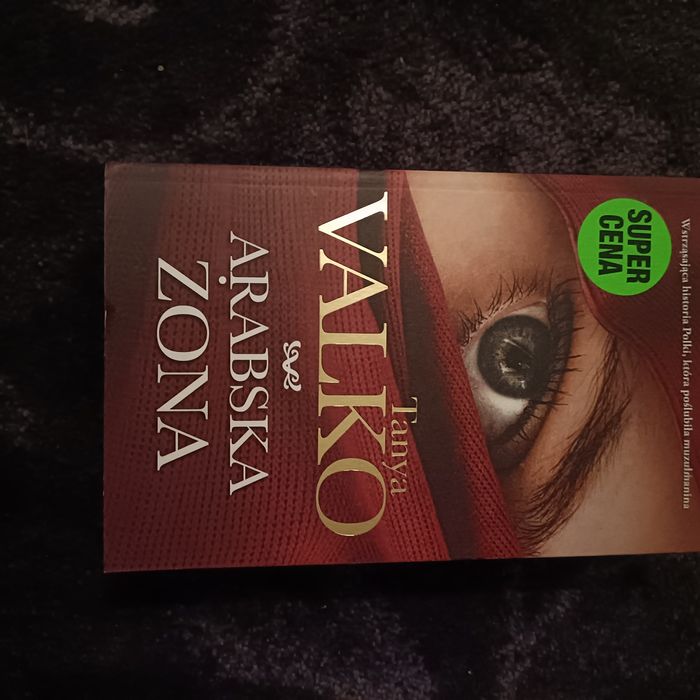 Wstrząsająca historia Polki, która poślubiła muzułmanina
SUPER
CENA
Tanya
VALKO
ARABSKA
ŻONA